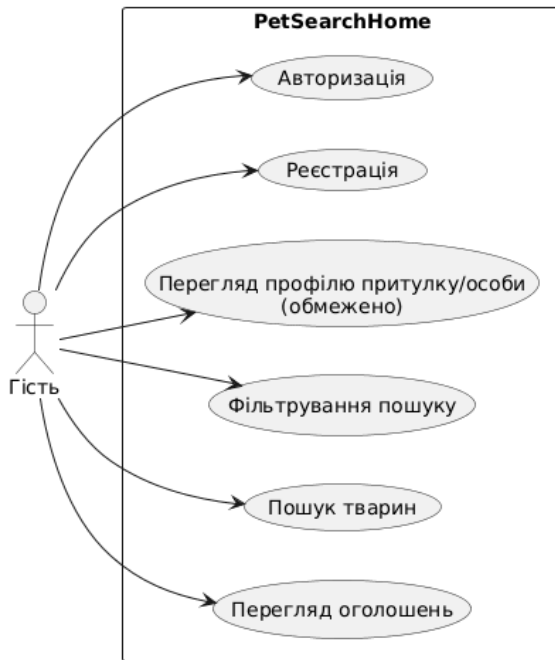 PetSearchHome
Авторизація
Реєстрація
Перегляд профілю притулку/особи
(обмежено)
Гість
Фільтрування пошуку
Пошук тварин
Перегляд оголошень